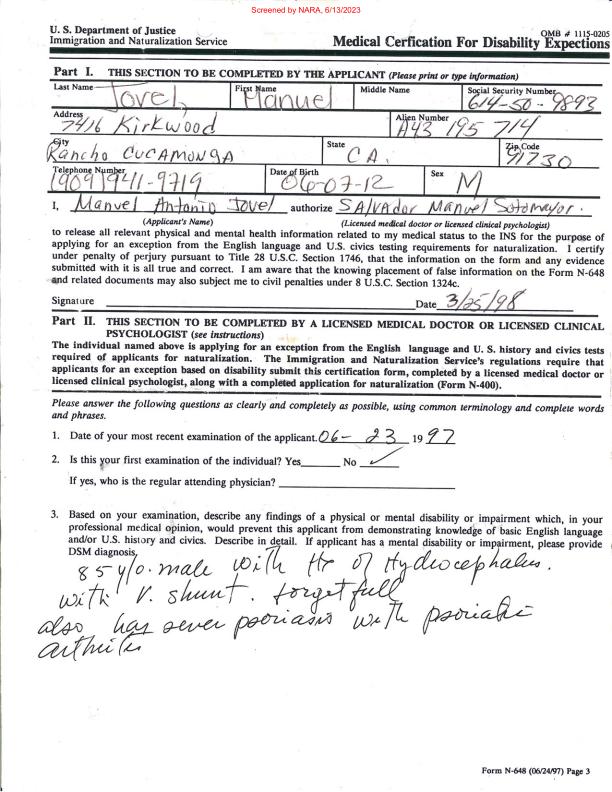 Screened by NARA, 6/13/2023
U. S. Department of Justice
Immigration and Naturalization Service
OMB # 1115-0205
Medical Cerfication For Disability Expections
Part I. THIS SECTION TO BE COMPLETED BY THE APPLICANT (Please print or type information)
Last Name Jovel, First Name Manuel Middle Name Social Security Number 614-50-9893
Address 7416 Kirkwood Alien Number A43 195 714
City Rancho CUCAMONGA State CA. Zip Code 91730
Telephone Number (909) 941-9719 Date of Birth 06-07-12 Sex M
I, Manuel Antonio Jovel authorize SALVADOR MANUEL Sotomayor.
(Applicant's Name) (Licensed medical doctor or licensed clinical psychologist)
to release all relevant physical and mental health information related to my medical status to the INS for the purpose of
applying for an exception from the English language and U.S. civics testing requirements for naturalization. I certify
under penalty of perjury pursuant to Title 28 U.S.C. Section 1746, that the information on the form and any evidence
submitted with it is all true and correct. I am aware that the knowing placement of false information on the Form N-648
and related documents may also subject me to civil penalties under 8 U.S.C. Section 1324c.
Signature Date 3/25/98
Part II. THIS SECTION TO BE COMPLETED BY A LICENSED MEDICAL DOCTOR OR LICENSED CLINICAL
PSYCHOLOGIST (see instructions)
The individual named above is applying for an exception from the English language and U. S. history and civics tests
required of applicants for naturalization. The Immigration and Naturalization Service's regulations require that
applicants for an exception based on disability submit this certification form, completed by a licensed medical doctor or
licensed clinical psychologist, along with a completed application for naturalization (Form N-400).
Please answer the following questions as clearly and completely as possible, using common terminology and complete words
and phrases.
1. Date of your most recent examination of the applicant. 06- 23 19 97
2. Is this your first examination of the individual? Yes No ✓
If yes, who is the regular attending physician?
3. Based on your examination, describe any findings of a physical or mental disability or impairment which, in your
professional medical opinion, would prevent this applicant from demonstrating knowledge of basic English language
and/or U.S. history and civics. Describe in detail. If applicant has a mental disability or impairment, please provide
DSM diagnosis.
85 y/o. male with Hx of Hydrocephalus.
with V. shunt. forgetfull
also has sever psoriasis with psoriatic
arthritis
Form N-648 (06/24/97) Page 3